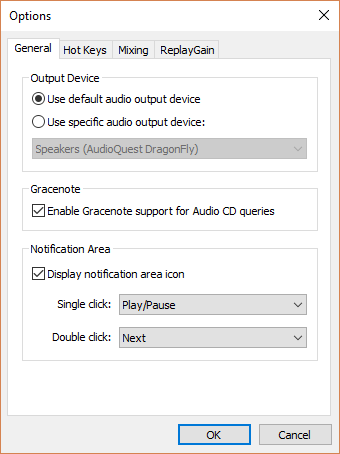 Options
General Hot Keys Mixing ReplayGain
Output Device
Use default audio output device
Use specific audio output device:
Speakers (AudioQuest DragonFly)
Gracenote
Enable Gracenote support for Audio CD queries
Notification Area
Display notification area icon
Single click: Play/Pause
Double click: Next
OK Cancel